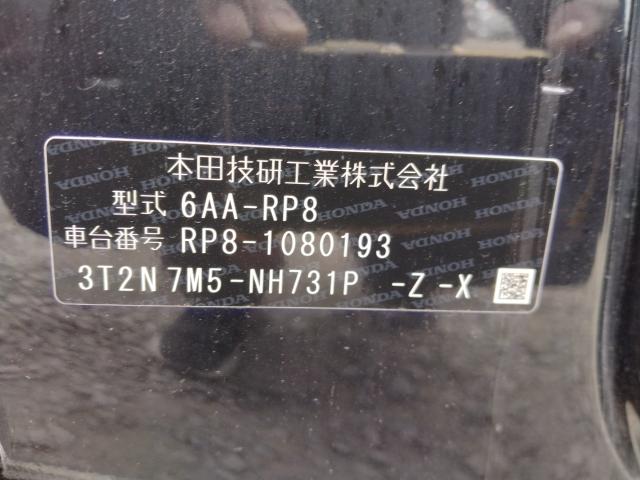 本田技研工業株式会社
型式 6AA-RP8
車台番号 RP8-1080193
3T2N 7M5-NH731P -Z -X